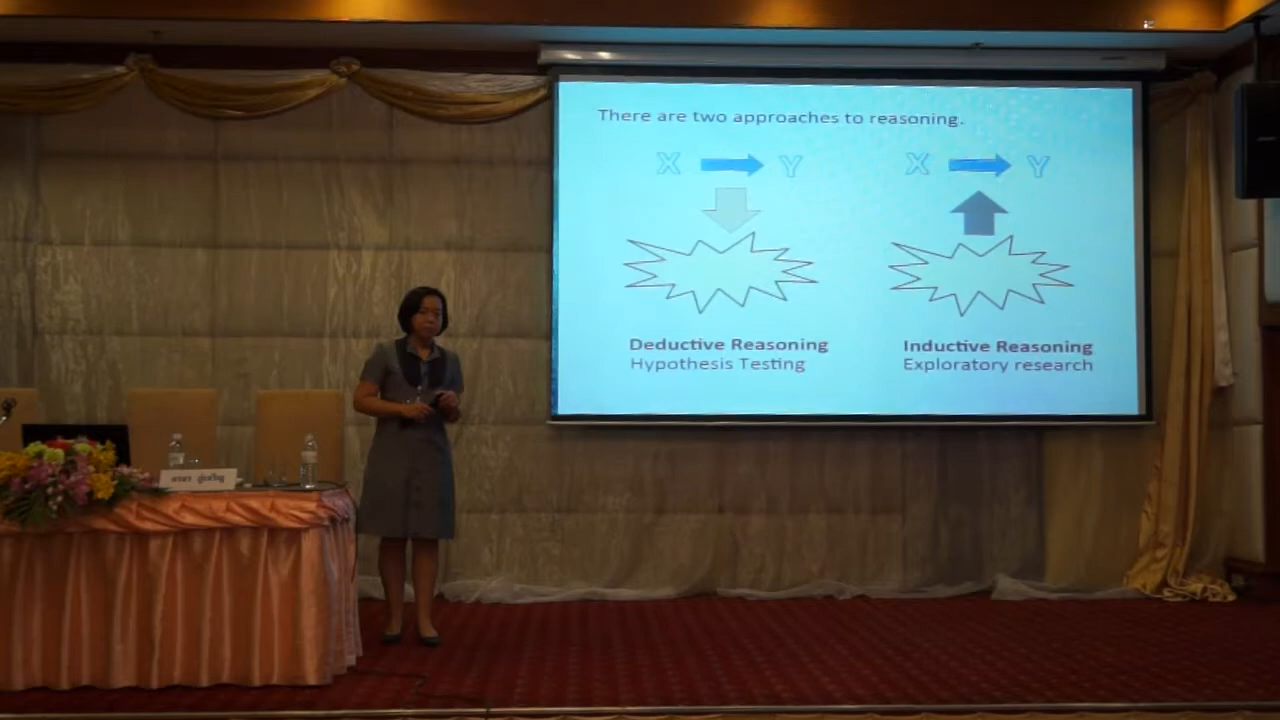 There are two approaches to reasoning.
X Y X Y
Deductive Reasoning
Hypothesis Testing
Inductive Reasoning
Exploratory research